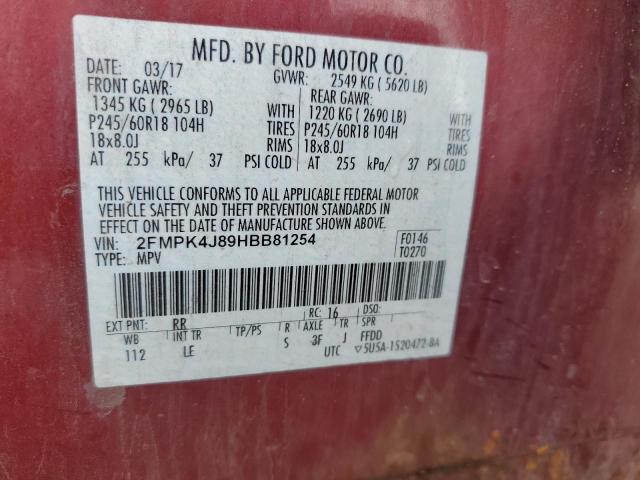 MFD. BY FORD MOTOR CO.
DATE: 03/17 GVWR: 2549 KG (5620 LB)
FRONT GAWR: REAR GAWR:
1345 KG (2965 LB) WITH 1220 KG (2690 LB) WITH
P245/60R18 104H TIRES P245/60R18 104H TIRES
18x8.0J RIMS 18x8.0J RIMS
AT 255 kPa/ 37 PSI COLD AT 255 kPa/ 37 PSI COLD
THIS VEHICLE CONFORMS TO ALL APPLICABLE FEDERAL MOTOR
VEHICLE SAFETY AND THEFT PREVENTION STANDARDS IN
EFFECT ON THE DATE OF MANUFACTURE SHOWN ABOVE.
VIN: 2FMPK4J89HBB81254 F0146
TYPE: MPV T0270
EXT PNT: RR RC: 16 DSO:
WB INT TR TP/PS R AXLE TR SPR
112 LE S 3F J FFDD
UTC ▽5U5A-1520472-BA